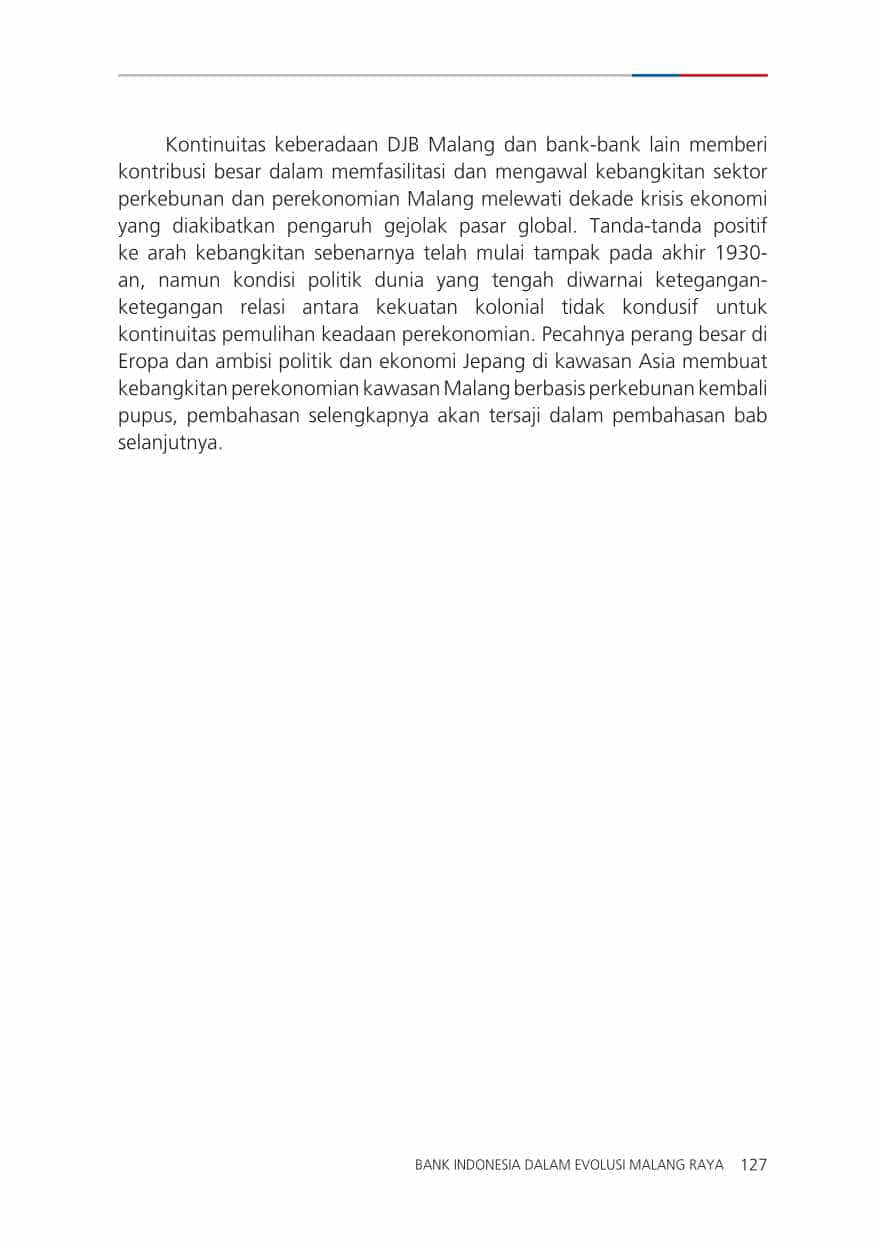 Kontinuitas keberadaan DJB Malang dan bank-bank lain memberi
kontribusi besar dalam memfasilitasi dan mengawal kebangkitan sektor
perkebunan dan perekonomian Malang melewati dekade krisis ekonomi
yang diakibatkan pengaruh gejolak pasar global. Tanda-tanda positif
ke arah kebangkitan sebenarnya telah mulai tampak pada akhir 1930-
an, namun kondisi politik dunia yang tengah diwarnai ketegangan-
ketegangan relasi antara kekuatan kolonial tidak kondusif untuk
kontinuitas pemulihan keadaan perekonomian. Pecahnya perang besar di
Eropa dan ambisi politik dan ekonomi Jepang di kawasan Asia membuat
kebangkitan perekonomian kawasan Malang berbasis perkebunan kembali
pupus, pembahasan selengkapnya akan tersaji dalam pembahasan bab
selanjutnya.
BANK INDONESIA DALAM EVOLUSI MALANG RAYA 127